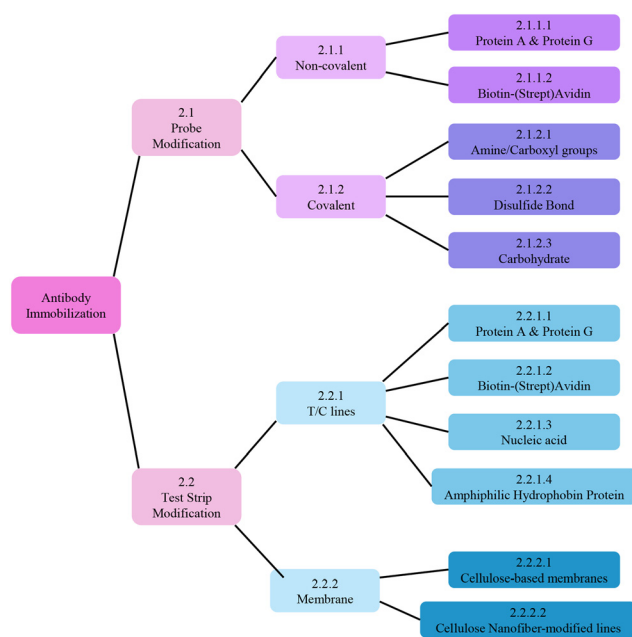 2.1.1.1
Protein A & Protein G
2.1.1
Non-covalent
2.1.1.2
Biotin-(Strept)Avidin
2.1
Probe
Modification
2.1.2.1
Amine/Carboxyl groups
2.1.2
Covalent
2.1.2.2
Disulfide Bond
2.1.2.3
Carbohydrate
Antibody
Immobilization
2.2.1.1
Protein A & Protein G
2.2.1
T/C lines
2.2.1.2
Biotin-(Strept)Avidin
2.2.1.3
Nucleic acid
2.2
Test Strip
Modification
2.2.1.4
Amphiphilic Hydrophobin Protein
2.2.2
Membrane
2.2.2.1
Cellulose-based membranes
2.2.2.2
Cellulose Nanofiber-modified lines